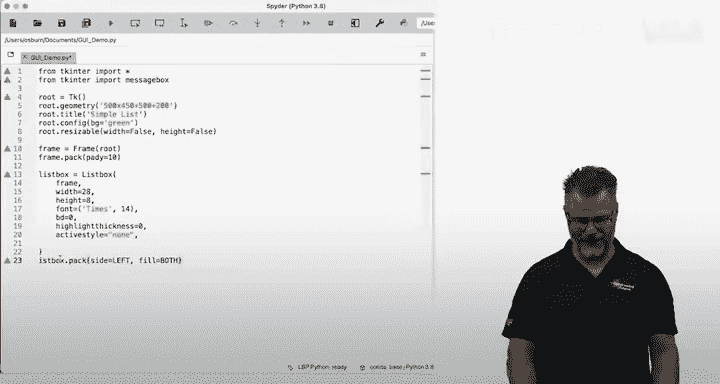 Spyder (Python 3.8)
/Users/osburn/Documents/GUI_Demo.py
GUI_Demo.py*
1 from tkinter import *
2 from tkinter import messagebox
3
4 root = Tk()
5 root.geometry('500x450+500+200')
6 root.title('Simple List')
7 root.config(bg='green')
8 root.resizable(width=False, height=False)
9
10 frame = Frame(root)
11 frame.pack(pady=10)
12
13 listbox = Listbox(
14 frame,
15 width=28,
16 height=8,
17 font=('Times', 14),
18 bd=0,
19 highlightthickness=0,
20 activestyle="none",
21
22 )
23 istbox.pack(side=LEFT, fill=BOTH)
LSP Python: ready
conda: base (Python 3.8